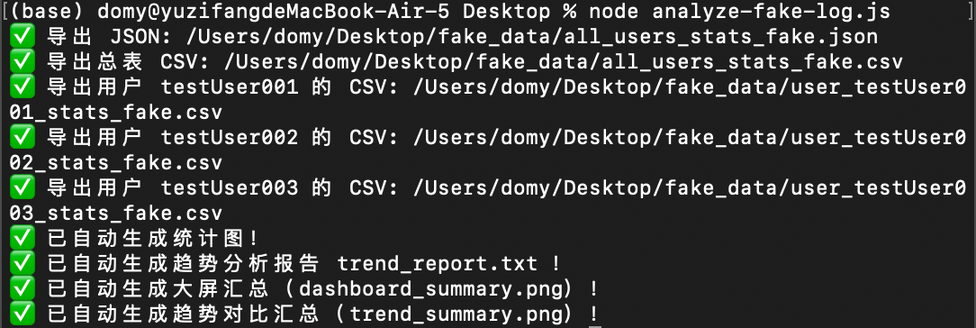 (base) domy@yuzifangdeMacBook-Air-5 Desktop % node analyze-fake-log.js
✅ 导出 JSON: /Users/domy/Desktop/fake_data/all_users_stats_fake.json
✅ 导出总表 CSV: /Users/domy/Desktop/fake_data/all_users_stats_fake.csv
✅ 导出用户 testUser001 的 CSV: /Users/domy/Desktop/fake_data/user_testUser0
01_stats_fake.csv
✅ 导出用户 testUser002 的 CSV: /Users/domy/Desktop/fake_data/user_testUser0
02_stats_fake.csv
✅ 导出用户 testUser003 的 CSV: /Users/domy/Desktop/fake_data/user_testUser0
03_stats_fake.csv
✅ 已自动生成统计图！
✅ 已自动生成趋势分析报告 trend_report.txt ！
✅ 已自动生成大屏汇总（dashboard_summary.png）！
✅ 已自动生成趋势对比汇总（trend_summary.png）！